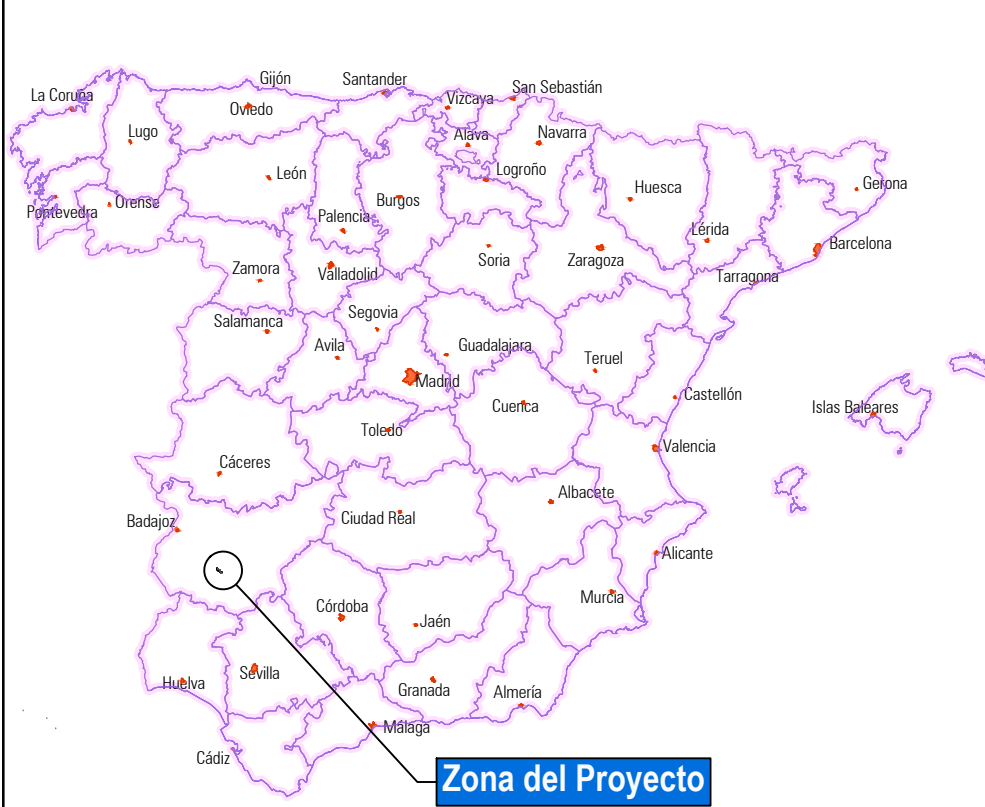 Gijón
Santander
San Sebastián
La Coruña
Oviedo
Vizcaya
Lugo
Alava
Navarra
León
Logroño
Huesca
Gerona
Pontevedra
Orense
Palencia
Burgos
Lérida
Barcelona
Zamora
Valladolid
Soria
Zaragoza
Tarragona
Salamanca
Segovia
Avila
Guadalajara
Teruel
Madrid
Cuenca
Castellón
Islas Baleares
Toledo
Valencia
Cáceres
Albacete
Badajoz
Ciudad Real
Alicante
Córdoba
Murcia
Jaén
Huelva
Sevilla
Granada
Almería
Málaga
Cádiz
Zona del Proyecto